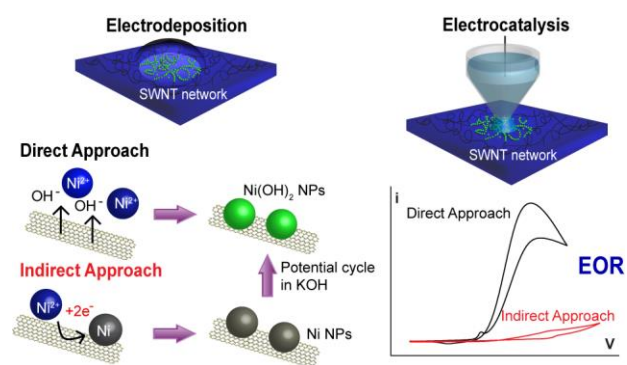 Electrodeposition
SWNT network
Electrocatalysis
SWNT network
Direct Approach
OH⁻
Ni²⁺
OH⁻
Ni²⁺
Ni(OH)₂ NPs
Indirect Approach
Ni²⁺
+2e⁻
Ni
Potential cycle
in KOH
Ni NPs
i
Direct Approach
EOR
Indirect Approach
V